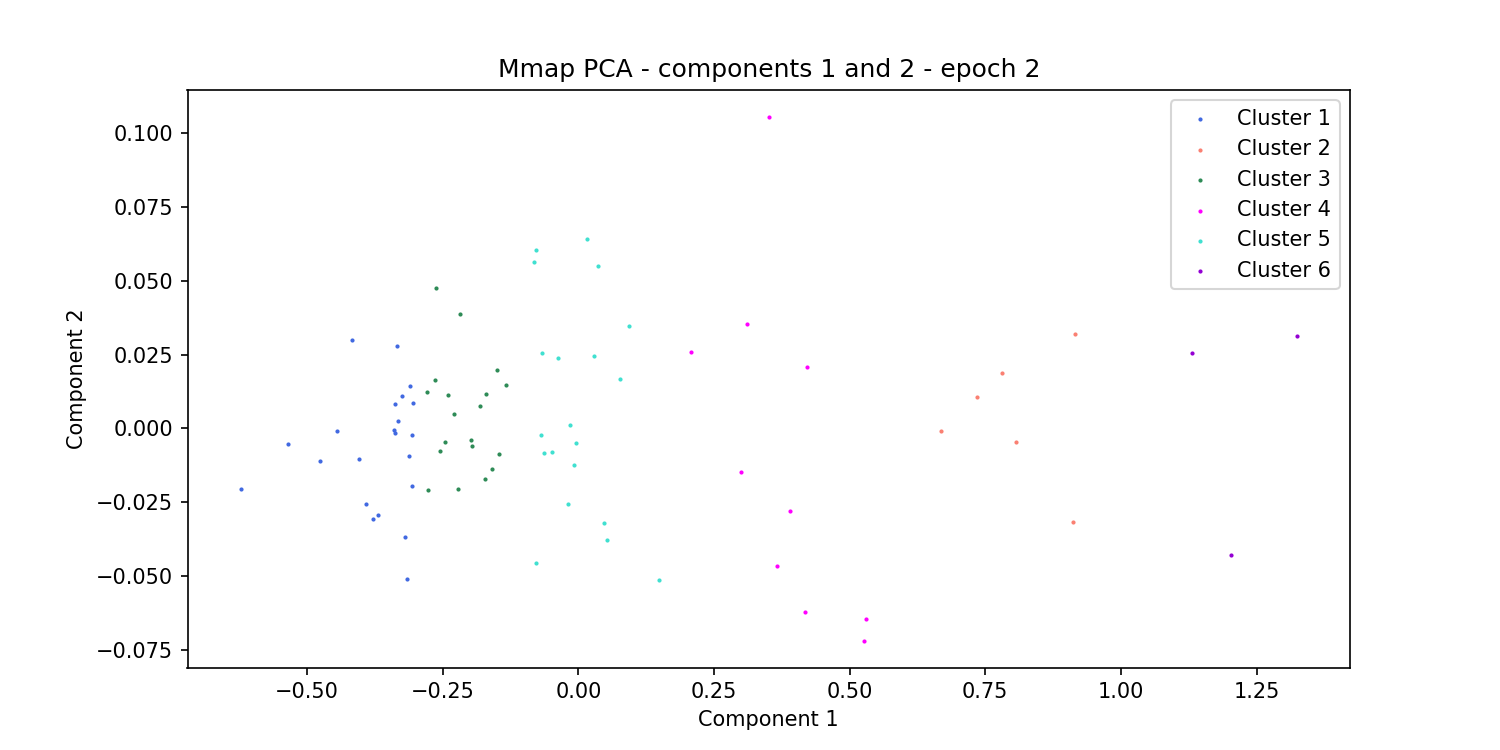 Mmap PCA - components 1 and 2 - epoch 2
Cluster 1
Cluster 2
Cluster 3
Cluster 4
Cluster 5
Cluster 6
Component 2
0.100
0.075
0.050
0.025
0.000
−0.025
−0.050
−0.075
−0.50 −0.25 0.00 0.25 0.50 0.75 1.00 1.25
Component 1